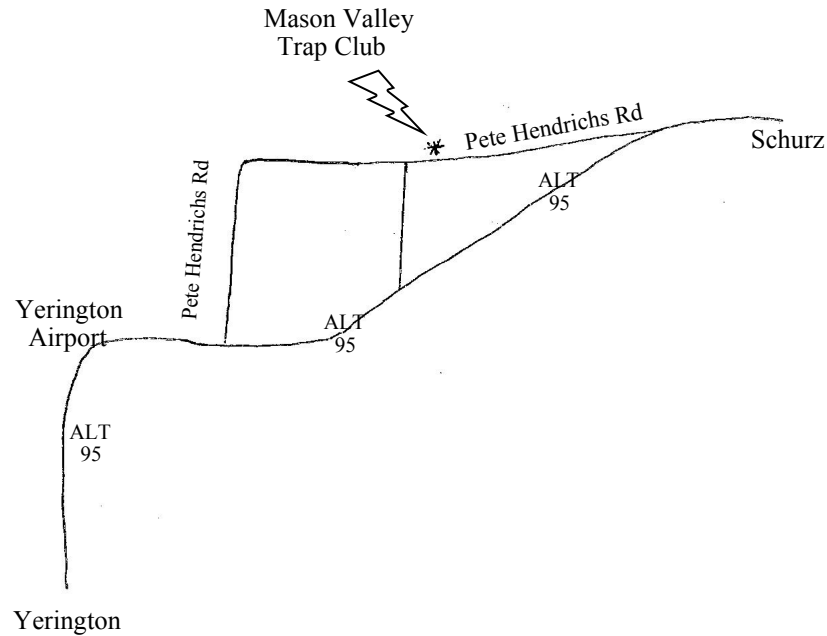 Mason Valley
Trap Club
Pete Hendrichs Rd
Schurz
ALT
95
Pete Hendrichs Rd
Yerington
Airport
ALT
95
ALT
95
Yerington